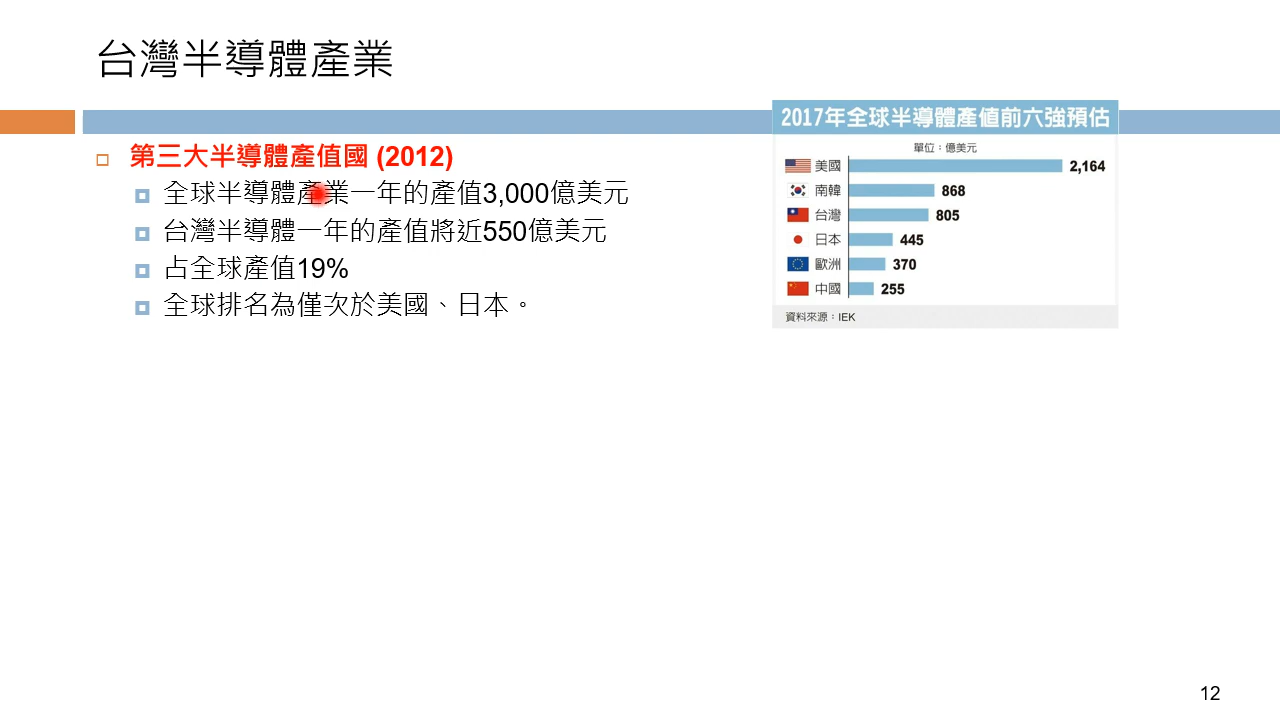 台灣半導體產業
第三大半導體產值國 (2012)
全球半導體產業一年的產值3,000億美元
台灣半導體一年的產值將近550億美元
占全球產值19%
全球排名為僅次於美國、日本。
2017年全球半導體產值前六強預估
單位：億美元
美國 2,164
南韓 868
台灣 805
日本 445
歐洲 370
中國 255
資料來源：IEK
12